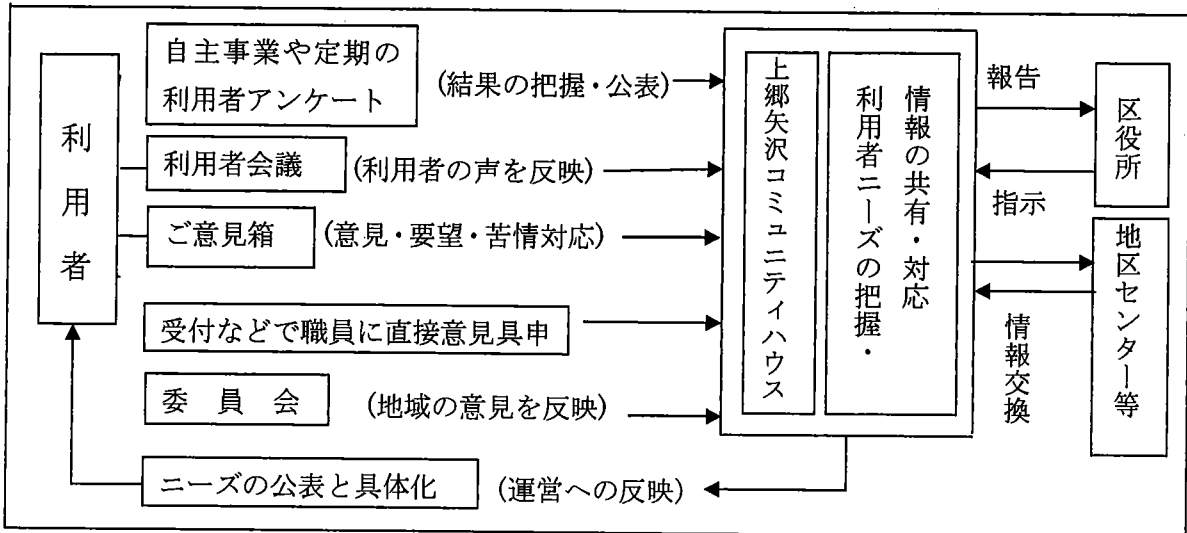 利用者
自主事業や定期の
利用者アンケート
(結果の把握・公表)
利用者会議
(利用者の声を反映)
ご意見箱
(意見・要望・苦情対応)
受付などで職員に直接意見具申
委員会
(地域の意見を反映)
ニーズの公表と具体化
(運営への反映)
上郷矢沢コミュニティハウス
情報の共有・対応
利用者ニーズの把握・
報告
指示
区役所
情報交換
地区センター等